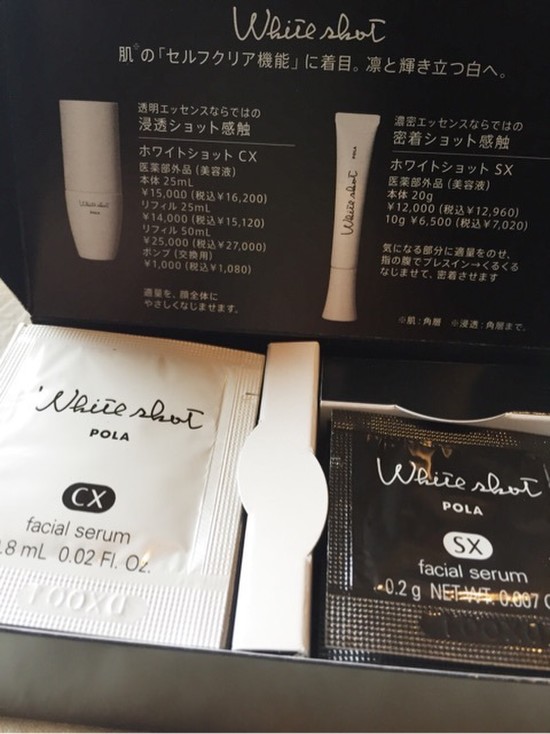 White shot
肌※の「セルフクリア機能」に着目。凛と輝き立つ白へ。
透明エッセンスならではの
浸透ショット感触
ホワイトショット CX
医薬部外品 (美容液)
本体 25mL
¥15,000 (税込¥16,200)
リフィル 25mL
¥14,000 (税込¥15,120)
リフィル 50mL
¥25,000 (税込¥27,000)
ポンプ (交換用)
¥1,000 (税込¥1,080)
適量を、顔全体に
やさしくなじませます。
White shot
POLA
濃密エッセンスならではの
密着ショット感触
ホワイトショット SX
医薬部外品 (美容液)
本体 20g
¥12,000 (税込¥12,960)
10g ¥6,500 (税込¥7,020)
気になる部分に適量をのせ、
指の腹でプレスイン→くるくる
なじませて、密着させます
White shot
POLA
※肌:角層 ※浸透:角層まで。
White shot
POLA
CX
facial serum
.8 mL 0.02 Fl. Oz.
White shot
POLA
SX
facial serum
0.2 g NET WT. 0.007